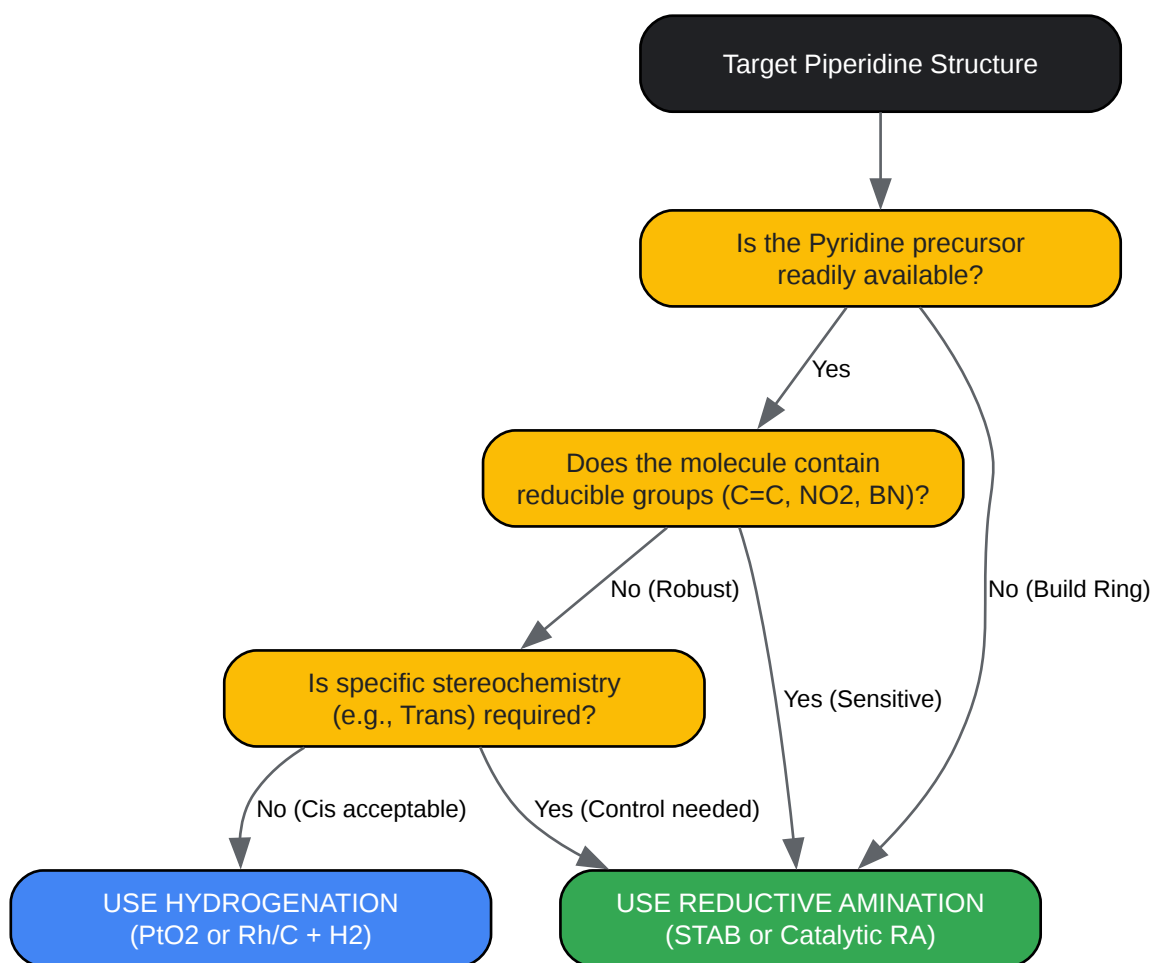 Target Piperidine Structure
Is the Pyridine precursor
readily available?
Yes
Does the molecule contain
reducible groups (C=C, NO2, BN)?
No (Robust)
No (Build Ring)
Is specific stereochemistry
(e.g., Trans) required?
Yes (Sensitive)
No (Cis acceptable)
Yes (Control needed)
USE HYDROGENATION
(PtO2 or Rh/C + H2)
USE REDUCTIVE AMINATION
(STAB or Catalytic RA)